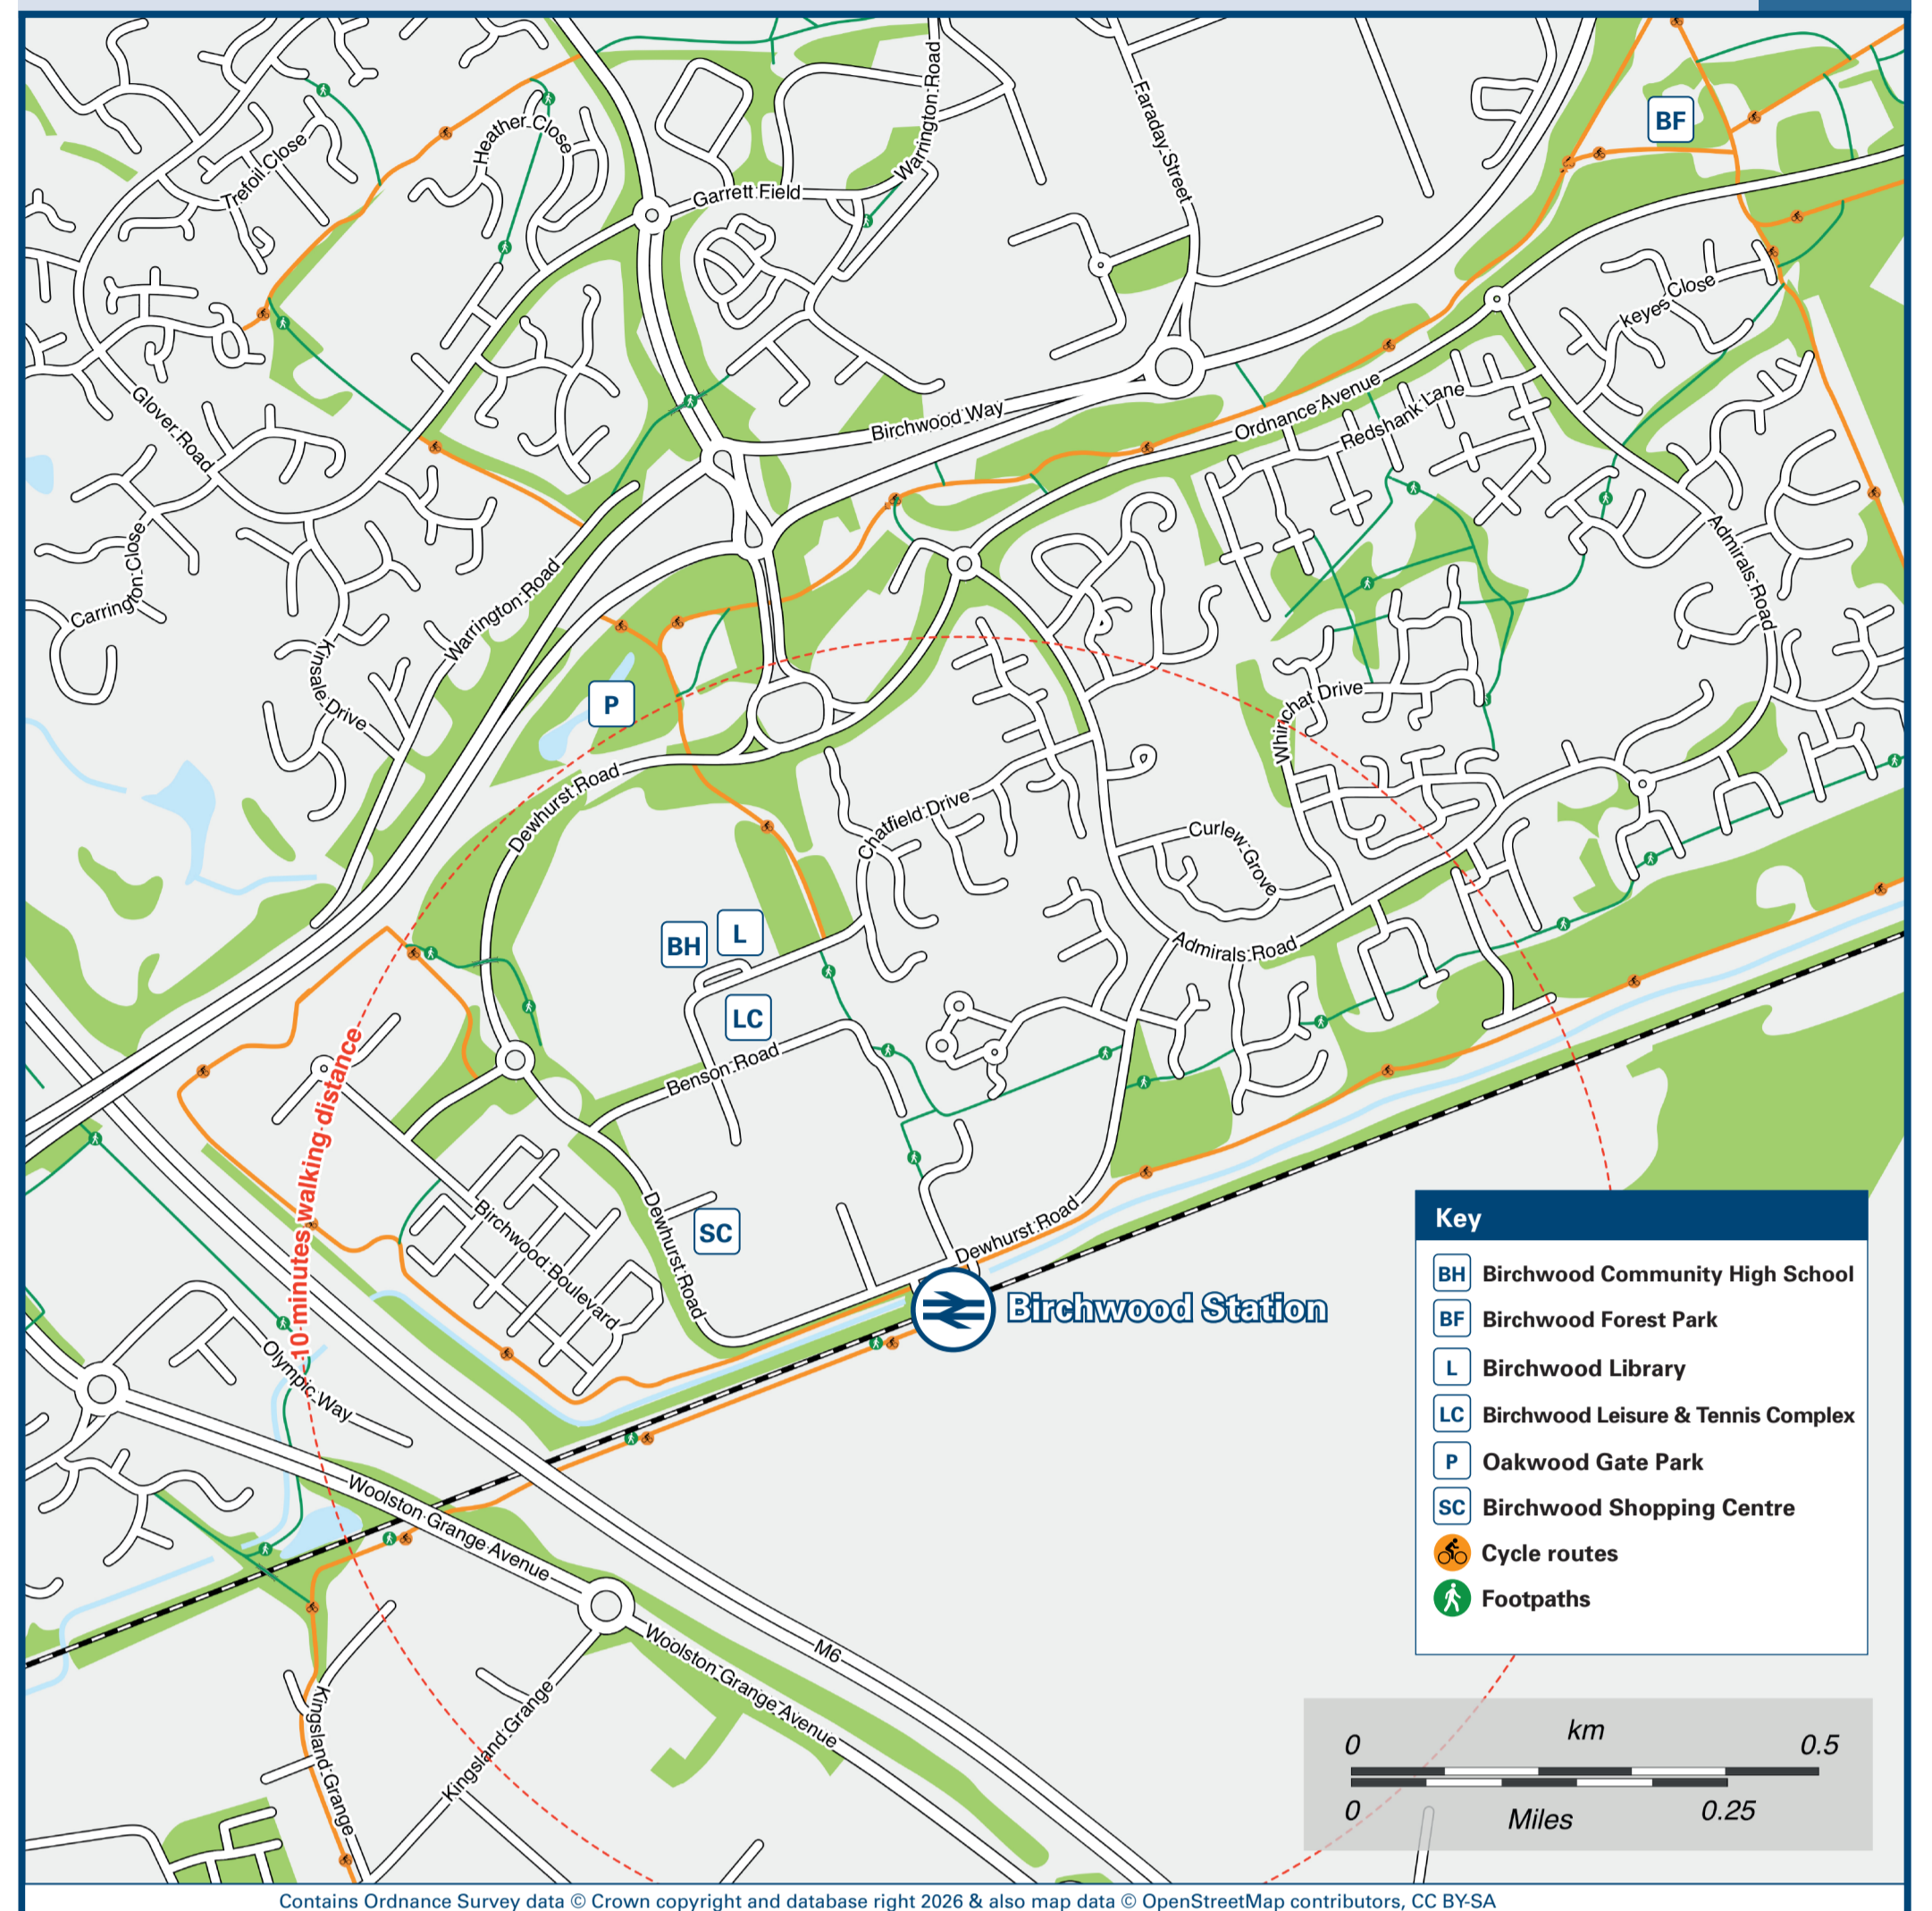 Warrington Road
Faraday Street
BF
Heather Close
Trefoil Close
Garrett Field
keyes Close
Glover Road
Birchwood Way
Ordnance Avenue
Redshank Lane
Carrington Close
Warrington Road
Admirals Road
Kinsale Drive
P
Whinchat Drive
Dewhurst Road
Chatfield Drive
Curlew Grove
BH
L
Admirals Road
LC
Benson Road
10 minutes walking distance
Birchwood Boulevard
Dewhurst Road
SC
Dewhurst Road
Birchwood Station
Olympic Way
Woolston Grange Avenue
Woolston Grange Avenue
M6
Kingsland Grange
Kingsland Grange
Key
BH Birchwood Community High School
BF Birchwood Forest Park
L Birchwood Library
LC Birchwood Leisure & Tennis Complex
P Oakwood Gate Park
SC Birchwood Shopping Centre
Cycle routes
Footpaths
km
0 0.5
0 Miles 0.25
Contains Ordnance Survey data © Crown copyright and database right 2026 & also map data © OpenStreetMap contributors, CC BY-SA